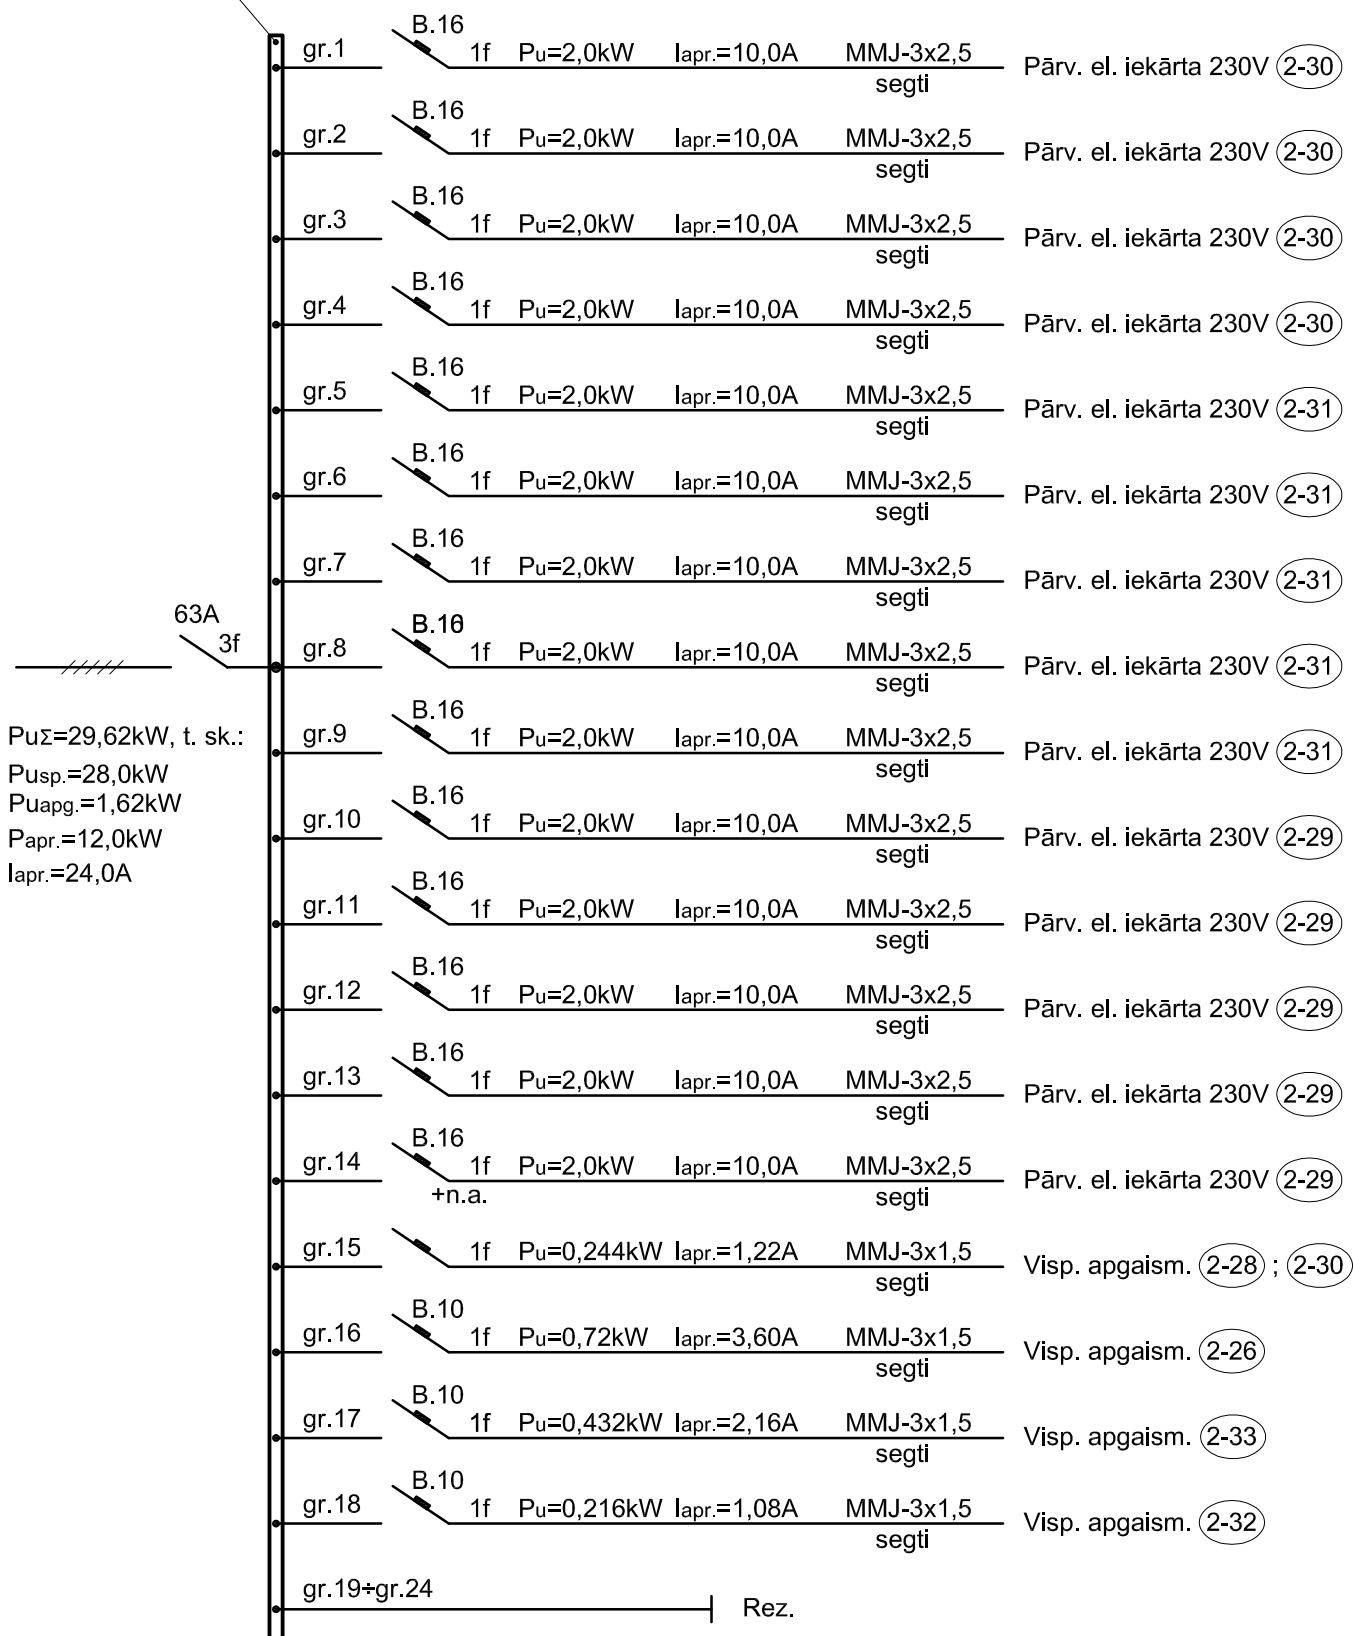 B.16
gr.1 1f Pu=2,0kW Iapr.=10,0A MMJ-3x2,5 Pārv. el. iekārta 230V 2-30
segti
B.16
gr.2 1f Pu=2,0kW Iapr.=10,0A MMJ-3x2,5 Pārv. el. iekārta 230V 2-30
segti
B.16
gr.3 1f Pu=2,0kW Iapr.=10,0A MMJ-3x2,5 Pārv. el. iekārta 230V 2-30
segti
B.16
gr.4 1f Pu=2,0kW Iapr.=10,0A MMJ-3x2,5 Pārv. el. iekārta 230V 2-30
segti
B.16
gr.5 1f Pu=2,0kW Iapr.=10,0A MMJ-3x2,5 Pārv. el. iekārta 230V 2-31
segti
B.16
gr.6 1f Pu=2,0kW Iapr.=10,0A MMJ-3x2,5 Pārv. el. iekārta 230V 2-31
segti
B.16
gr.7 1f Pu=2,0kW Iapr.=10,0A MMJ-3x2,5 Pārv. el. iekārta 230V 2-31
segti
63A
3f
gr.8 1f Pu=2,0kW Iapr.=10,0A MMJ-3x2,5 Pārv. el. iekārta 230V 2-31
segti
PuΣ=29,62kW, t. sk.:
Pusp.=28,0kW
Puapg.=1,62kW
Papr.=12,0kW
Iapr.=24,0A
B.16
gr.9 1f Pu=2,0kW Iapr.=10,0A MMJ-3x2,5 Pārv. el. iekārta 230V 2-31
segti
B.16
gr.10 1f Pu=2,0kW Iapr.=10,0A MMJ-3x2,5 Pārv. el. iekārta 230V 2-29
segti
B.16
gr.11 1f Pu=2,0kW Iapr.=10,0A MMJ-3x2,5 Pārv. el. iekārta 230V 2-29
segti
B.16
gr.12 1f Pu=2,0kW Iapr.=10,0A MMJ-3x2,5 Pārv. el. iekārta 230V 2-29
segti
B.16
gr.13 1f Pu=2,0kW Iapr.=10,0A MMJ-3x2,5 Pārv. el. iekārta 230V 2-29
segti
B.16
gr.14 1f Pu=2,0kW Iapr.=10,0A MMJ-3x2,5 Pārv. el. iekārta 230V 2-29
+n.a. segti
gr.15 1f Pu=0,244kW Iapr.=1,22A MMJ-3x1,5 Visp. apgaism. 2-28 ; 2-30
segti
B.10
gr.16 1f Pu=0,72kW Iapr.=3,60A MMJ-3x1,5 Visp. apgaism. 2-26
segti
B.10
gr.17 1f Pu=0,432kW Iapr.=2,16A MMJ-3x1,5 Visp. apgaism. 2-33
segti
B.10
gr.18 1f Pu=0,216kW Iapr.=1,08A MMJ-3x1,5 Visp. apgaism. 2-32
segti
gr.19÷gr.24 Rez.